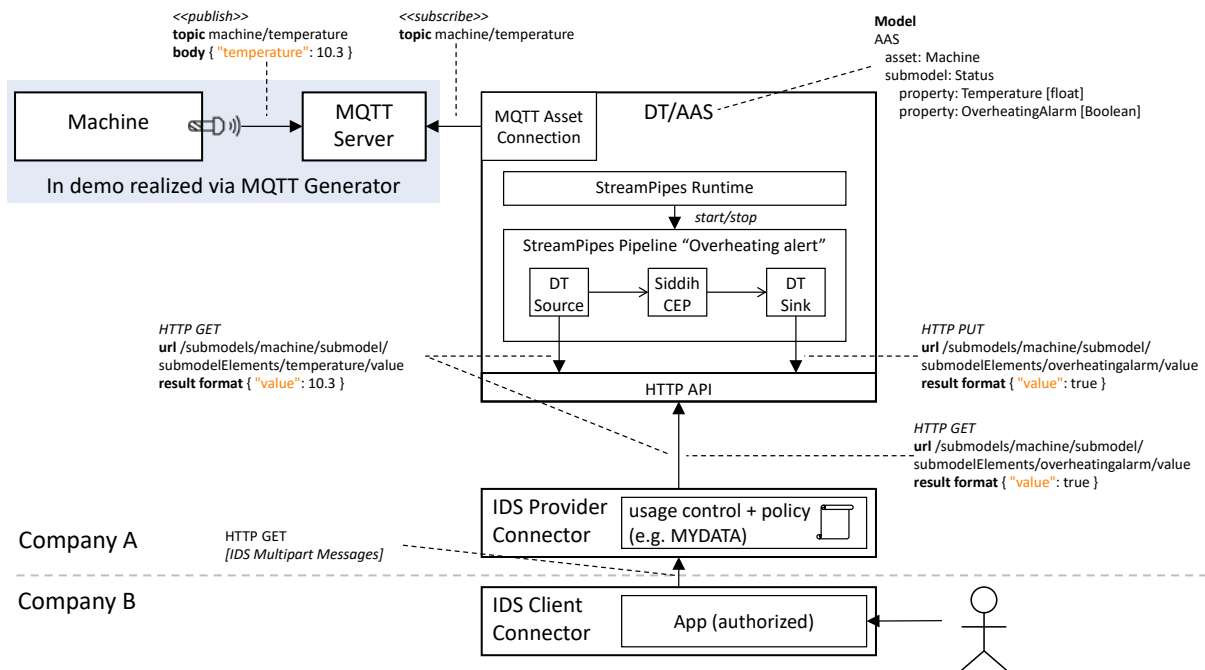 <<publish>>
topic machine/temperature
body { "temperature": 10.3 }
<<subscribe>>
topic machine/temperature
Model
AAS
asset: Machine
submodel: Status
property: Temperature [float]
property: OverheatingAlarm [Boolean]
Machine
MQTT
Server
In demo realized via MQTT Generator
MQTT Asset
Connection
DT/AAS
StreamPipes Runtime
start/stop
StreamPipes Pipeline “Overheating alert”
DT
Source
Siddih
CEP
DT
Sink
HTTP GET
url /submodels/machine/submodel/
submodelElements/temperature/value
result format { "value": 10.3 }
HTTP PUT
url /submodels/machine/submodel/
submodelElements/overheatingalarm/value
result format { "value": true }
HTTP API
HTTP GET
url /submodels/machine/submodel/
submodelElements/overheatingalarm/value
result format { "value": true }
IDS Provider
Connector
usage control + policy
(e.g. MYDATA)
Company A
HTTP GET
[IDS Multipart Messages]
Company B
IDS Client
Connector
App (authorized)